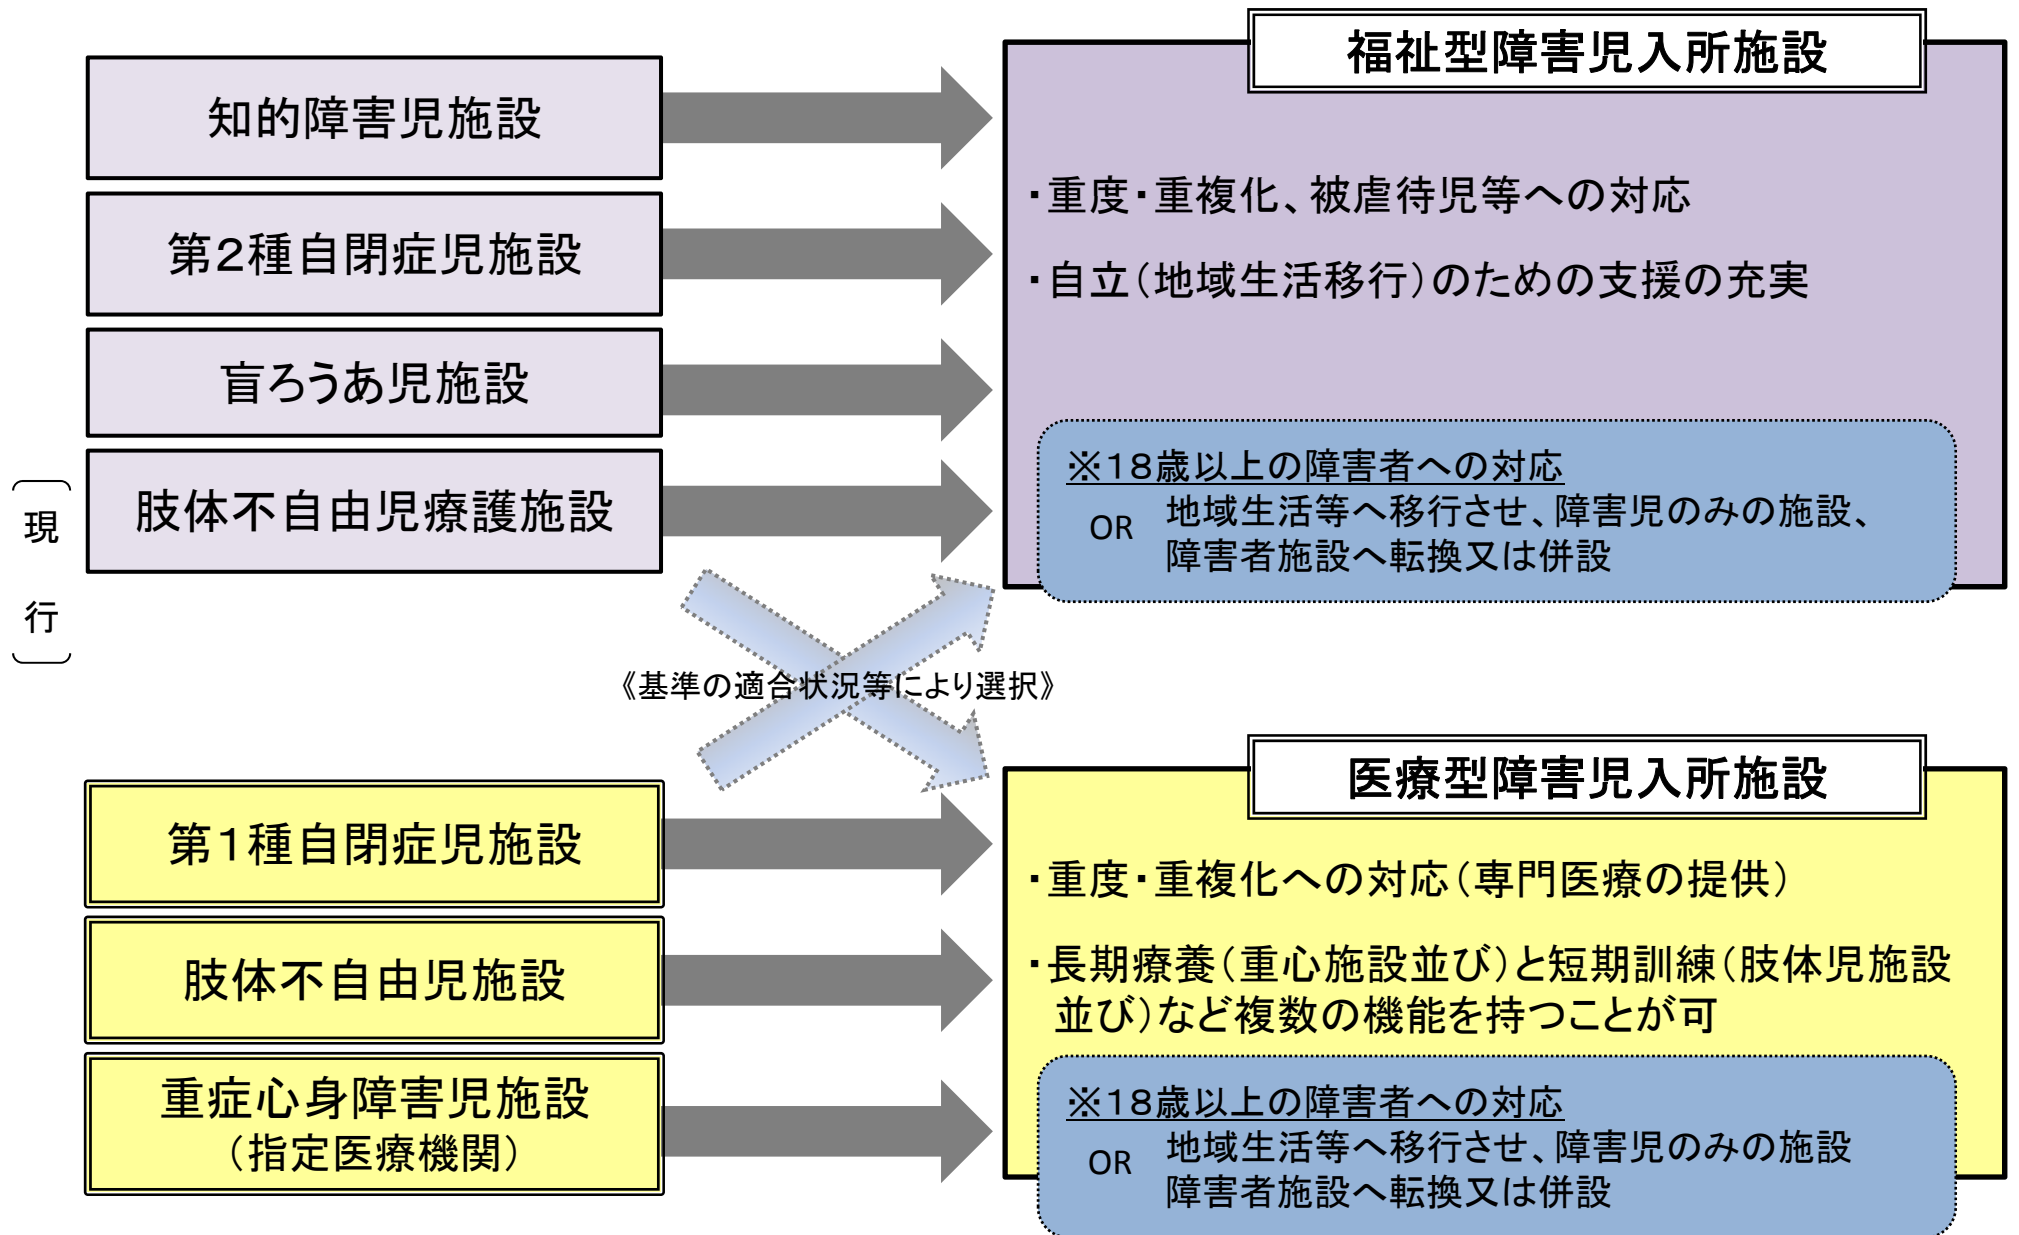 現
行
知的障害児施設
第２種自閉症児施設
盲ろうあ児施設
肢体不自由児療護施設
福祉型障害児入所施設
・重度・重複化、被虐待児等への対応
・自立（地域生活移行）のための支援の充実
※１８歳以上の障害者への対応
地域生活等へ移行させ、障害児のみの施設、
OR
障害者施設へ転換又は併設
《基準の適合状況等により選択》
第１種自閉症児施設
肢体不自由児施設
重症心身障害児施設
（指定医療機関）
医療型障害児入所施設
・重度・重複化への対応（専門医療の提供）
・長期療養（重心施設並び）と短期訓練（肢体児施設
並び）など複数の機能を持つことが可
※１８歳以上の障害者への対応
地域生活等へ移行させ、障害児のみの施設
OR
障害者施設へ転換又は併設